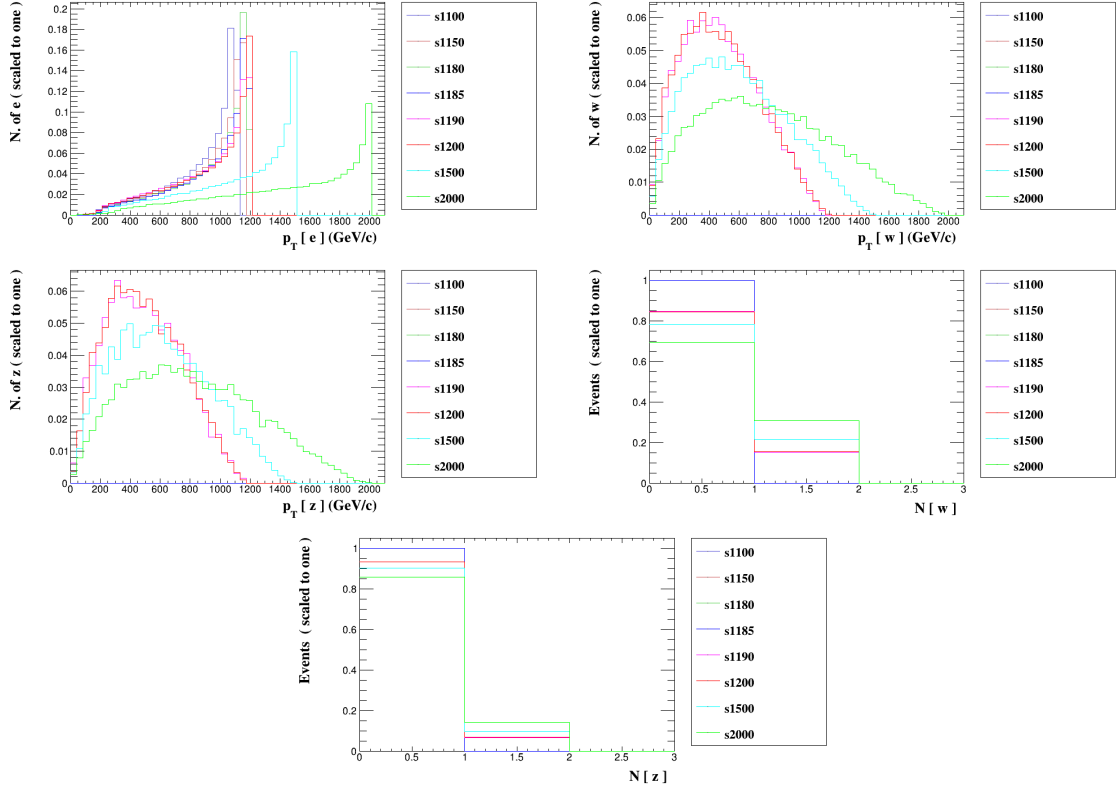 N. of e ( scaled to one )
0.2
0.18
0.16
0.14
0.12
0.1
0.08
0.06
0.04
0.02
0
0 200 400 600 800 1000 1200 1400 1600 1800 2000
p_T [ e ] (GeV/c)
s1100
s1150
s1180
s1185
s1190
s1200
s1500
s2000
N. of w ( scaled to one )
0.06
0.05
0.04
0.03
0.02
0.01
0
0 200 400 600 800 1000 1200 1400 1600 1800 2000
p_T [ w ] (GeV/c)
s1100
s1150
s1180
s1185
s1190
s1200
s1500
s2000
N. of z ( scaled to one )
0.06
0.05
0.04
0.03
0.02
0.01
0
0 200 400 600 800 1000 1200 1400 1600 1800 2000
p_T [ z ] (GeV/c)
s1100
s1150
s1180
s1185
s1190
s1200
s1500
s2000
Events ( scaled to one )
1
0.8
0.6
0.4
0.2
0
0 0.5 1 1.5 2 2.5 3
N [ w ]
s1100
s1150
s1180
s1185
s1190
s1200
s1500
s2000
Events ( scaled to one )
1
0.8
0.6
0.4
0.2
0
0 0.5 1 1.5 2 2.5 3
N [ z ]
s1100
s1150
s1180
s1185
s1190
s1200
s1500
s2000